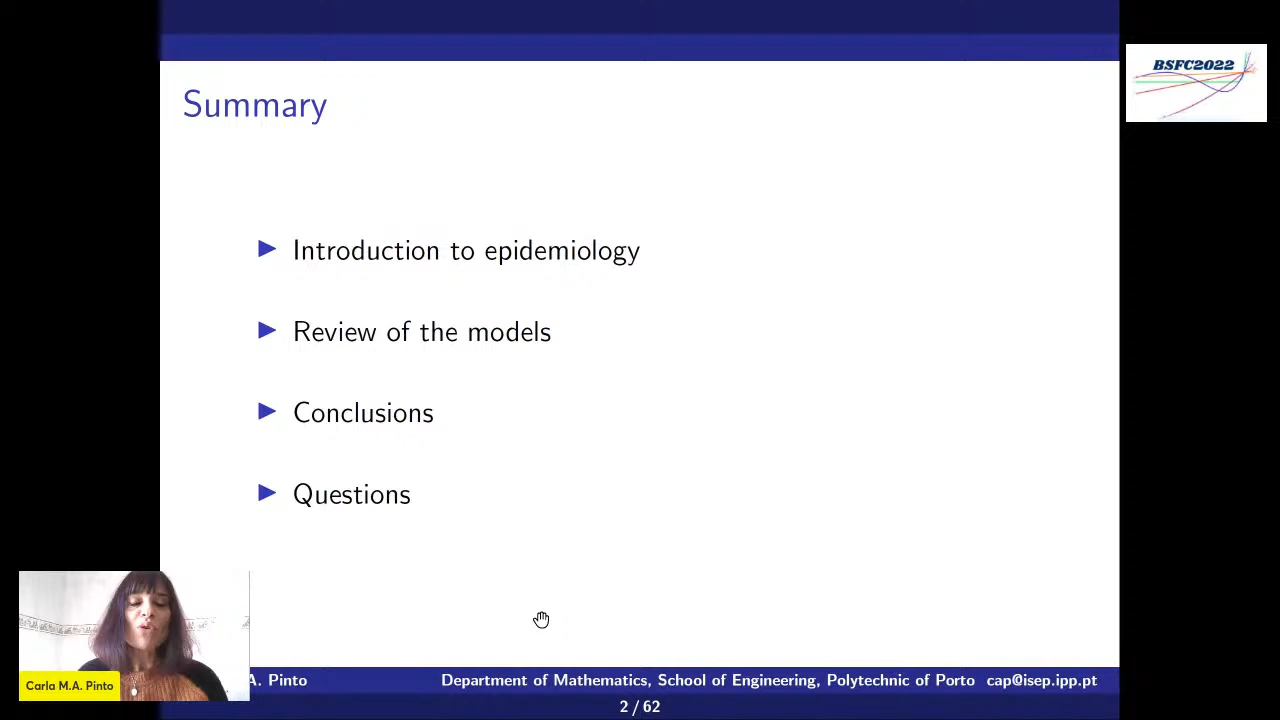 BSFC2022
Summary
Introduction to epidemiology
Review of the models
Conclusions
Questions
Carla M.A. Pinto
A. Pinto
Department of Mathematics, School of Engineering, Polytechnic of Porto cap@isep.ipp.pt
2 / 62